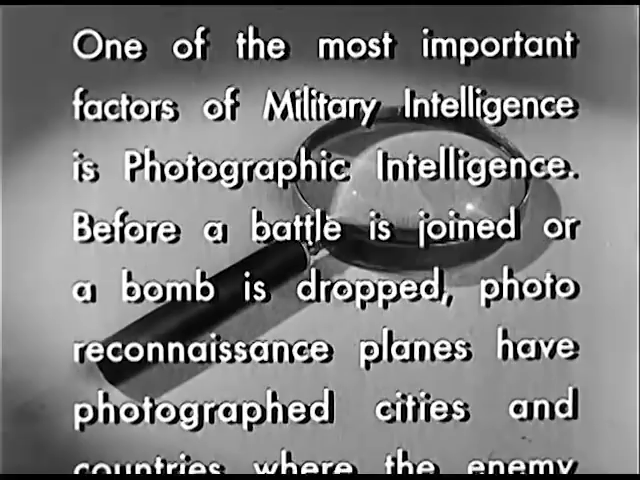 One of the most important
factors of Military Intelligence
is Photographic Intelligence.
Before a battle is joined or
a bomb is dropped, photo
reconnaissance planes have
photographed cities and
countries where the enemy